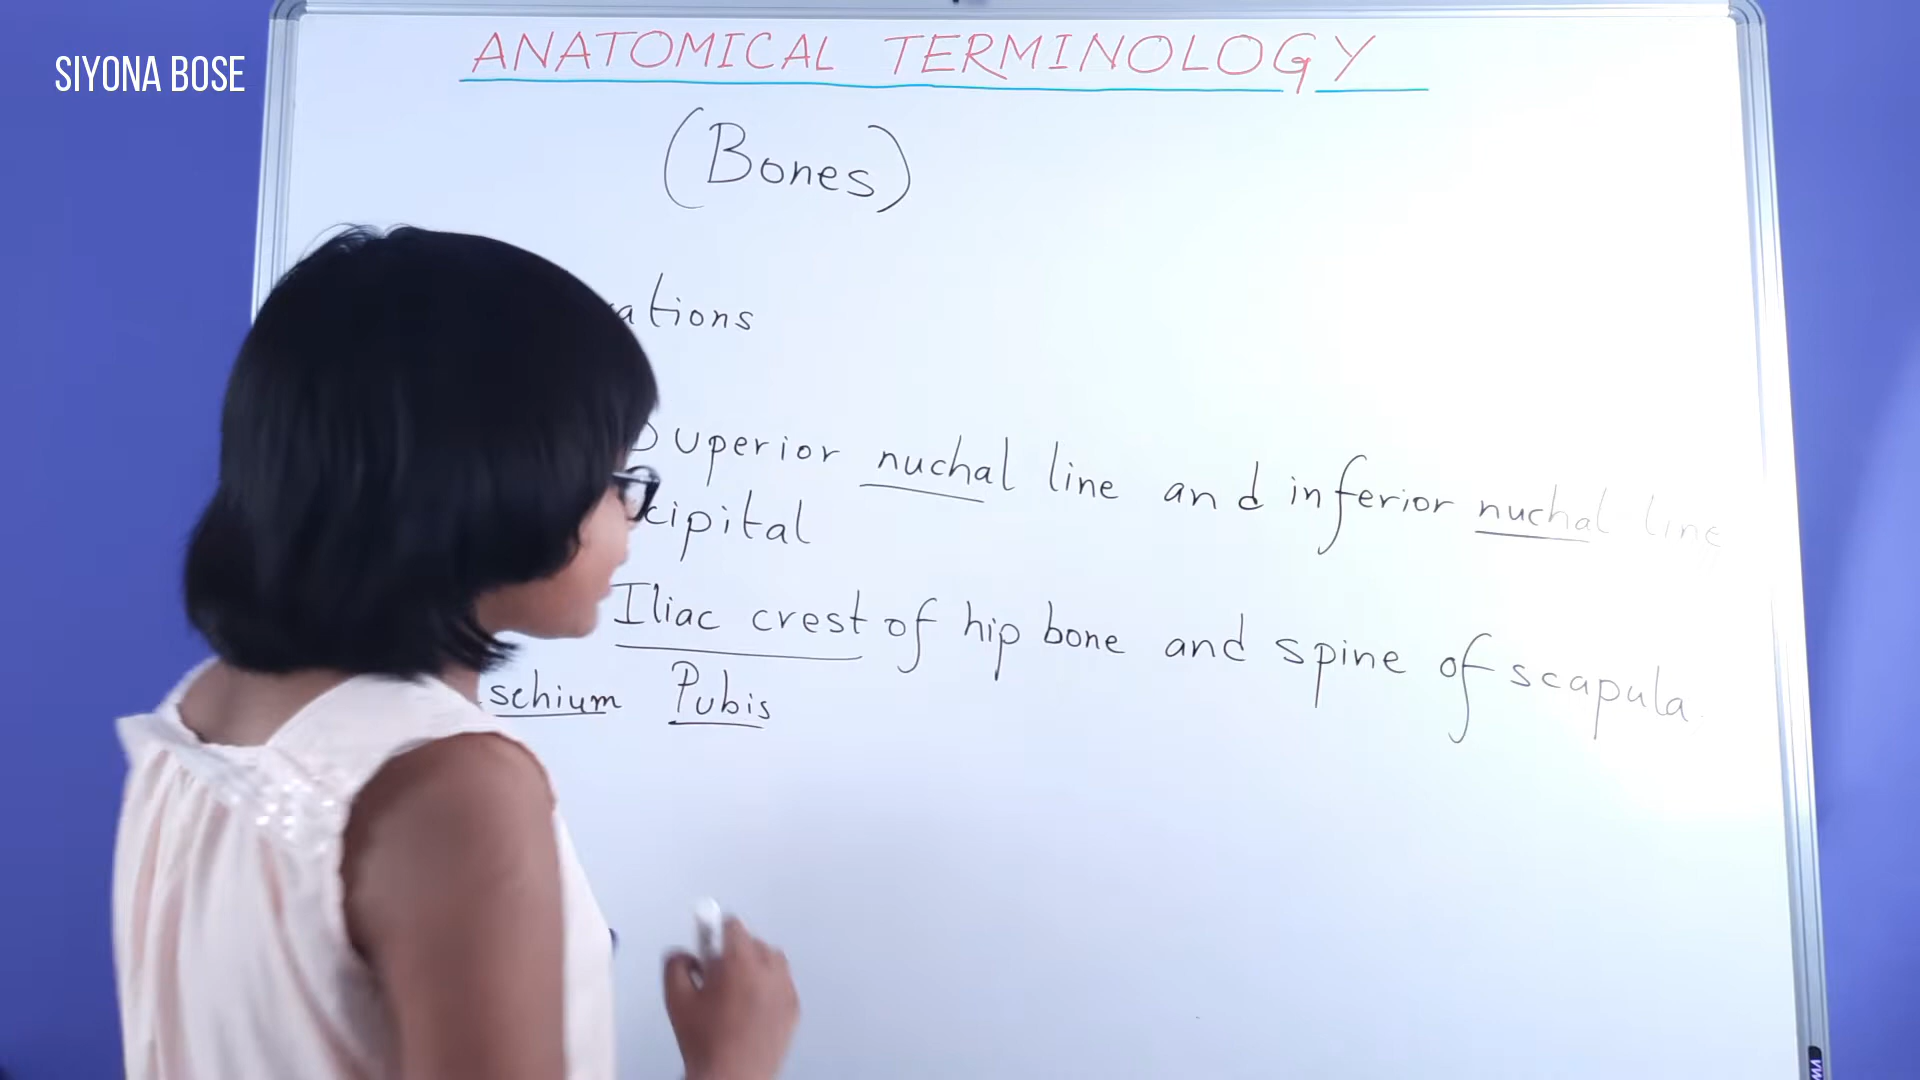 SIYONA BOSE
ANATOMICAL TERMINOLOGY
(Bones)
ations
Superior nuchal line and inferior nuchal line
cipital
Iliac crest of hip bone and spine of scapula.
schium Pubis